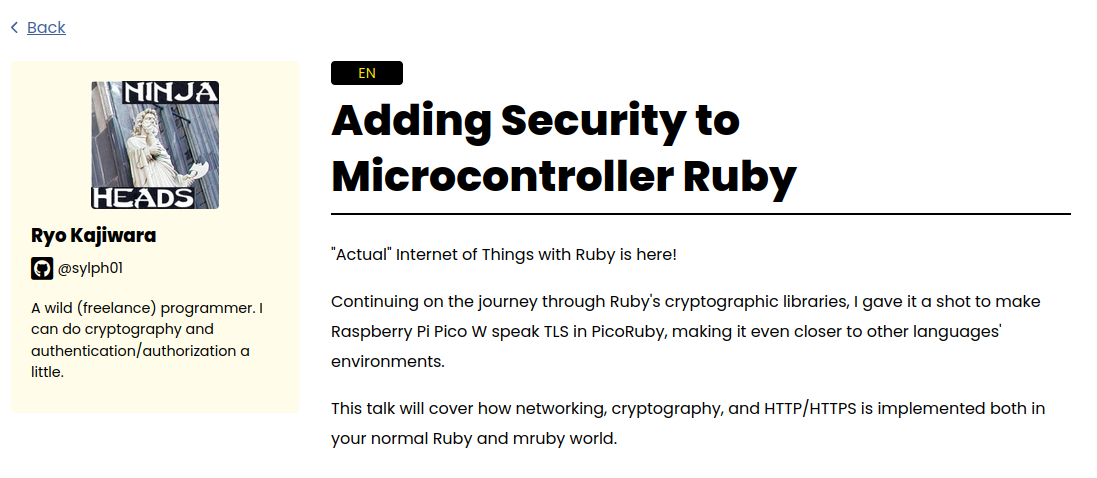 Back
NINJA
HEADS
Ryo Kajiwara
@sylph01
A wild (freelance) programmer. I
can do cryptography and
authentication/authorization a
little.
EN
Adding Security to
Microcontroller Ruby
"Actual" Internet of Things with Ruby is here!
Continuing on the journey through Ruby's cryptographic libraries, I gave it a shot to make
Raspberry Pi Pico W speak TLS in PicoRuby, making it even closer to other languages'
environments.
This talk will cover how networking, cryptography, and HTTP/HTTPS is implemented both in
your normal Ruby and mruby world.